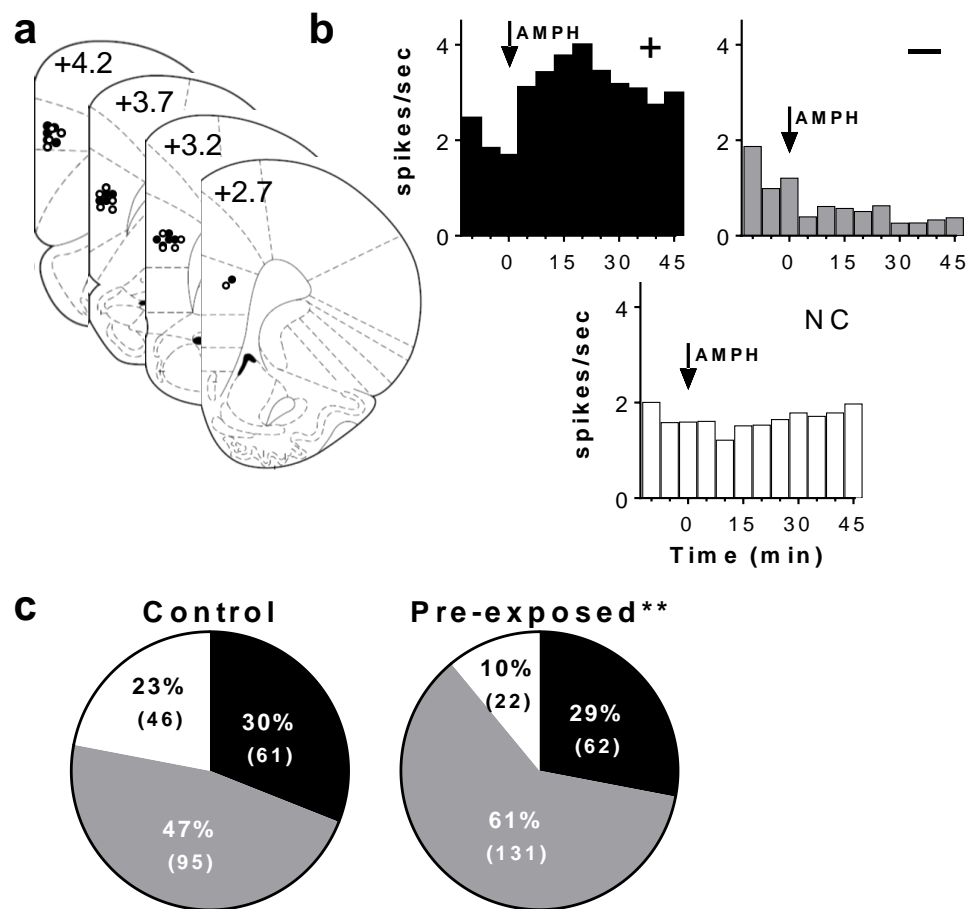 a
+4.2
+3.7
+3.2
+2.7
b
spikes/sec
4
2
0
AMPH
+
0 15 30 45
4
2
0
AMPH
–
0 15 30 45
spikes/sec
4
2
0
NC
AMPH
0 15 30 45
Time (min)
c
Control
23%
(46)
30%
(61)
47%
(95)
Pre-exposed**
10%
(22)
29%
(62)
61%
(131)